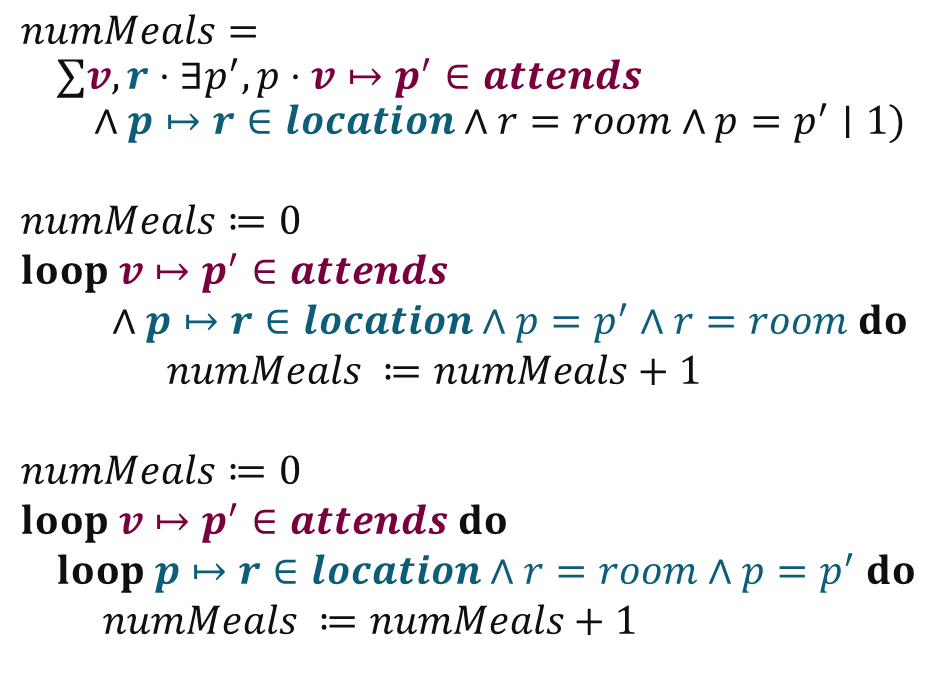 numMeals =
∑v, r · ∃p′, p · v ↦ p′ ∈ attends
∧ p ↦ r ∈ location ∧ r = room ∧ p = p′ ∣ 1)
numMeals ≔ 0
loop v ↦ p′ ∈ attends
∧ p ↦ r ∈ location ∧ p = p′ ∧ r = room do
numMeals ≔ numMeals + 1
numMeals ≔ 0
loop v ↦ p′ ∈ attends do
loop p ↦ r ∈ location ∧ r = room ∧ p = p′ do
numMeals ≔ numMeals + 1